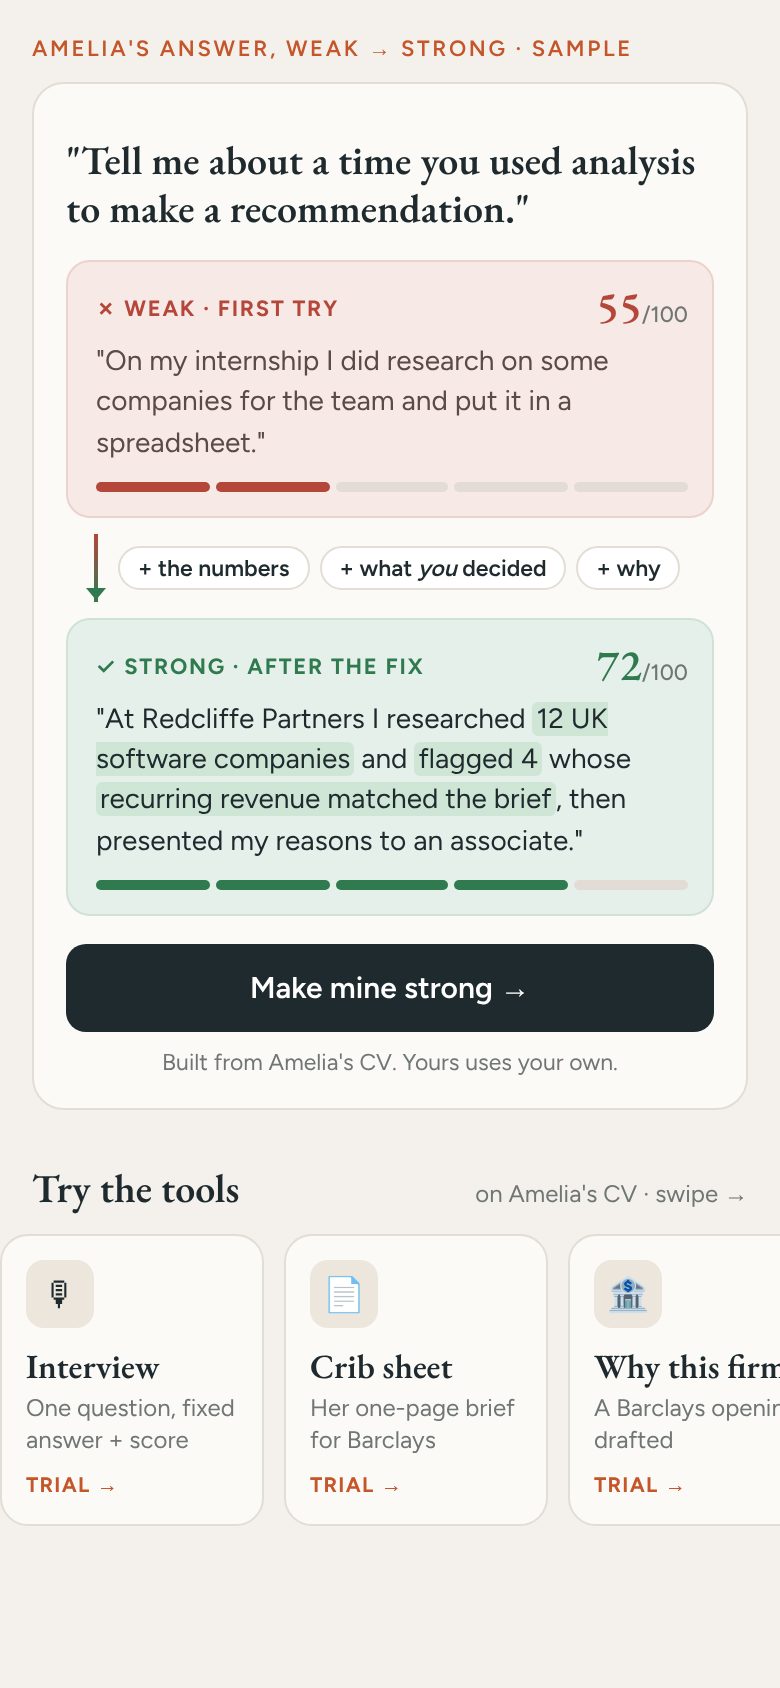 AMELIA'S ANSWER, WEAK → STRONG · SAMPLE
"Tell me about a time you used analysis
to make a recommendation."
× WEAK · FIRST TRY
55/100
"On my internship I did research on some
companies for the team and put it in a
spreadsheet."
+ the numbers
+ what you decided
+ why
✓ STRONG · AFTER THE FIX
72/100
"At Redcliffe Partners I researched 12 UK
software companies and flagged 4 whose
recurring revenue matched the brief, then
presented my reasons to an associate."
Make mine strong →
Built from Amelia's CV. Yours uses your own.
Try the tools
on Amelia's CV · swipe →
Interview
One question, fixed
answer + score
TRIAL →
Crib sheet
Her one-page brief
for Barclays
TRIAL →
Why this firm
A Barclays openin
drafted
TRIAL →